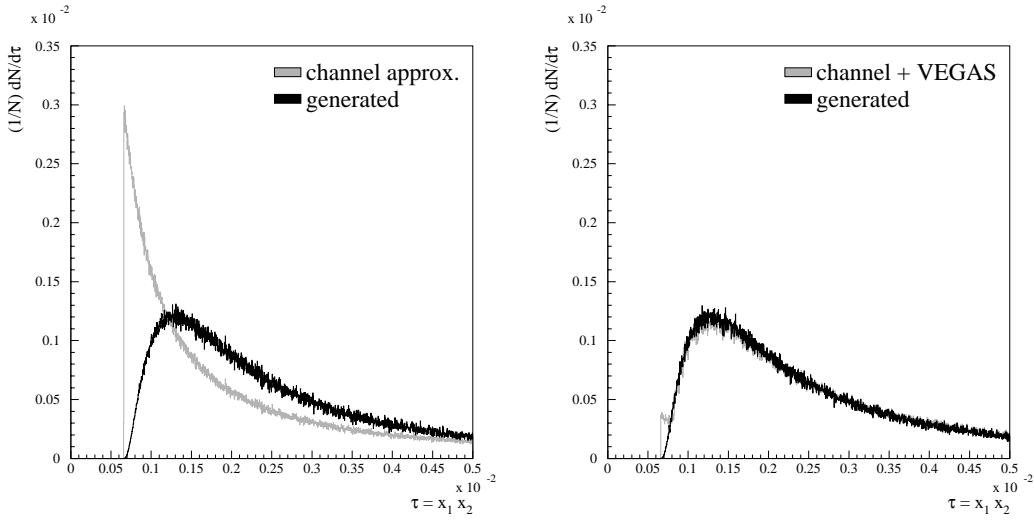 x 10 -2
(1/N) dN/dτ
0.35
0.3
0.25
0.2
0.15
0.1
0.05
0
channel approx.
generated
0 0.05 0.1 0.15 0.2 0.25 0.3 0.35 0.4 0.45 0.5
x 10 -2
τ = x1 x2
x 10 -2
(1/N) dN/dτ
0.35
0.3
0.25
0.2
0.15
0.1
0.05
0
channel + VEGAS
generated
0 0.05 0.1 0.15 0.2 0.25 0.3 0.35 0.4 0.45 0.5
x 10 -2
τ = x1 x2